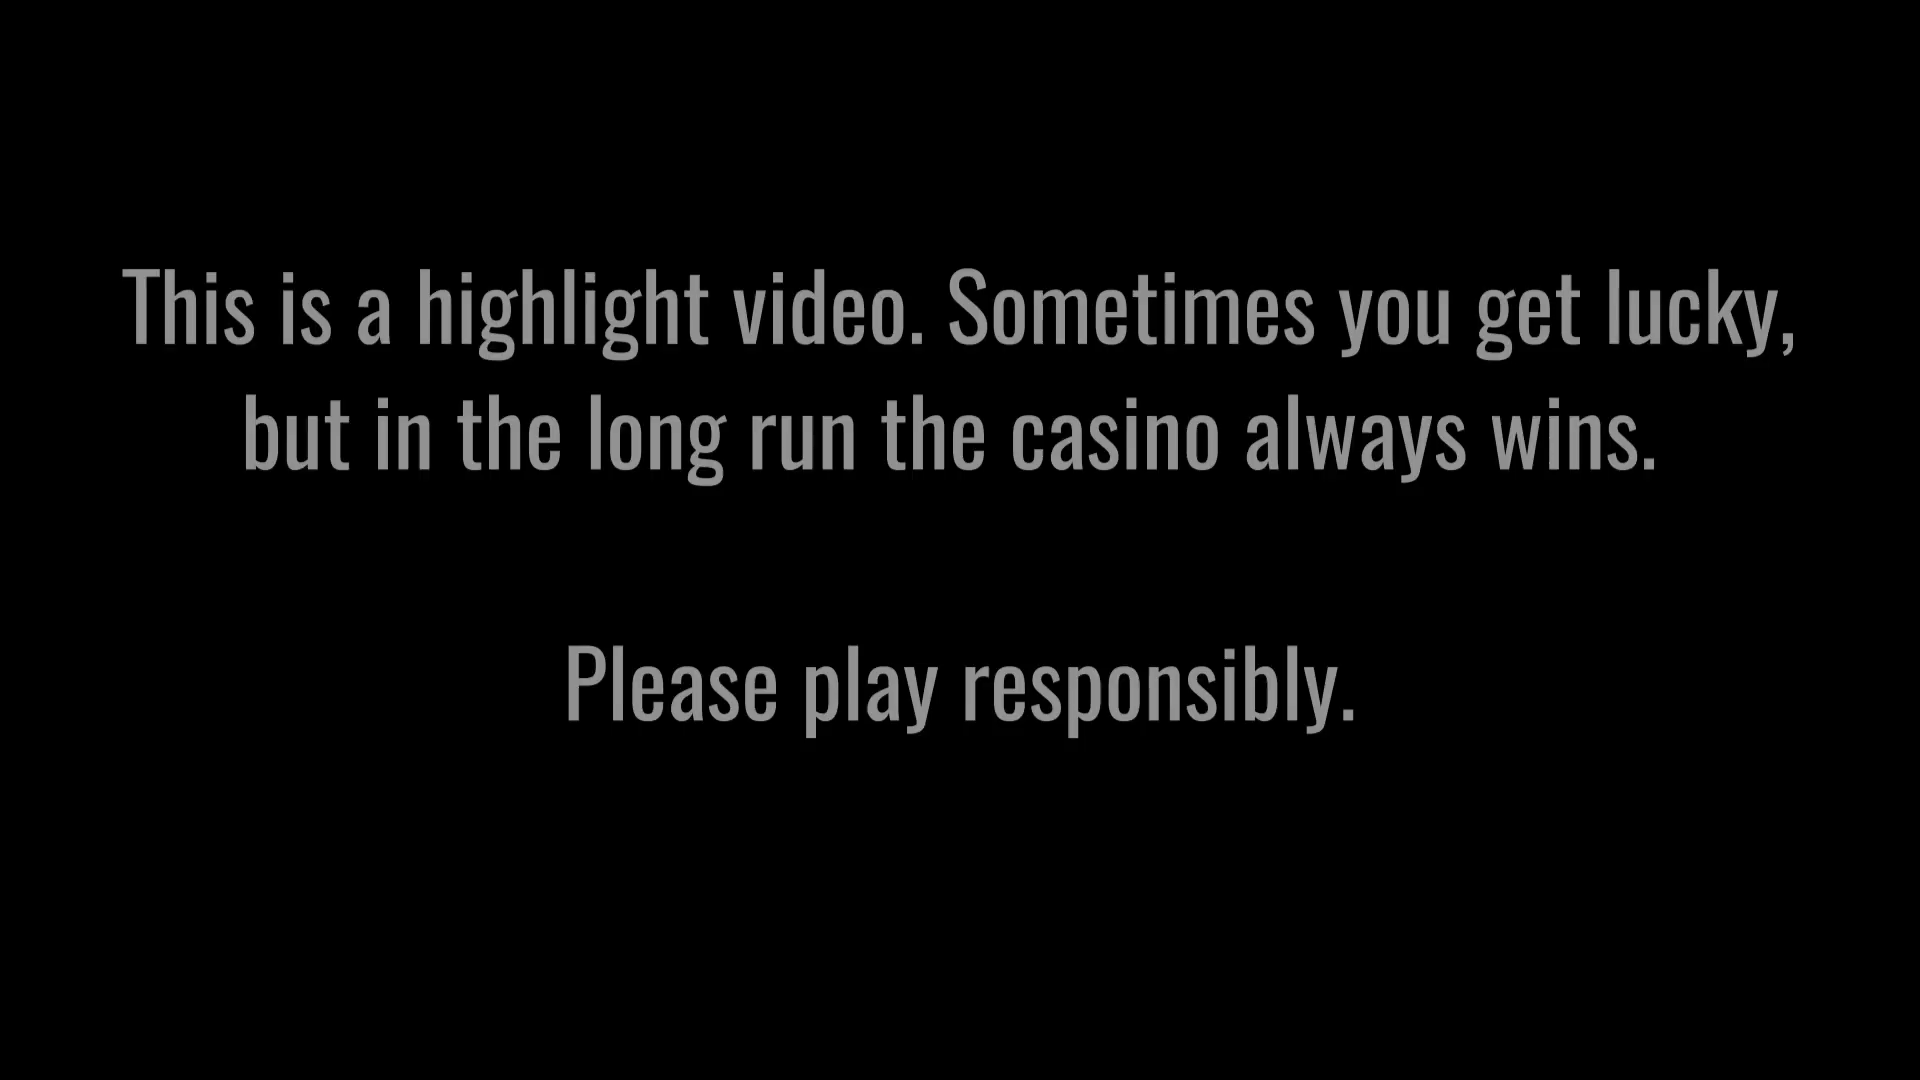 This is a highlight video. Sometimes you get lucky,
but in the long run the casino always wins.
Please play responsibly.